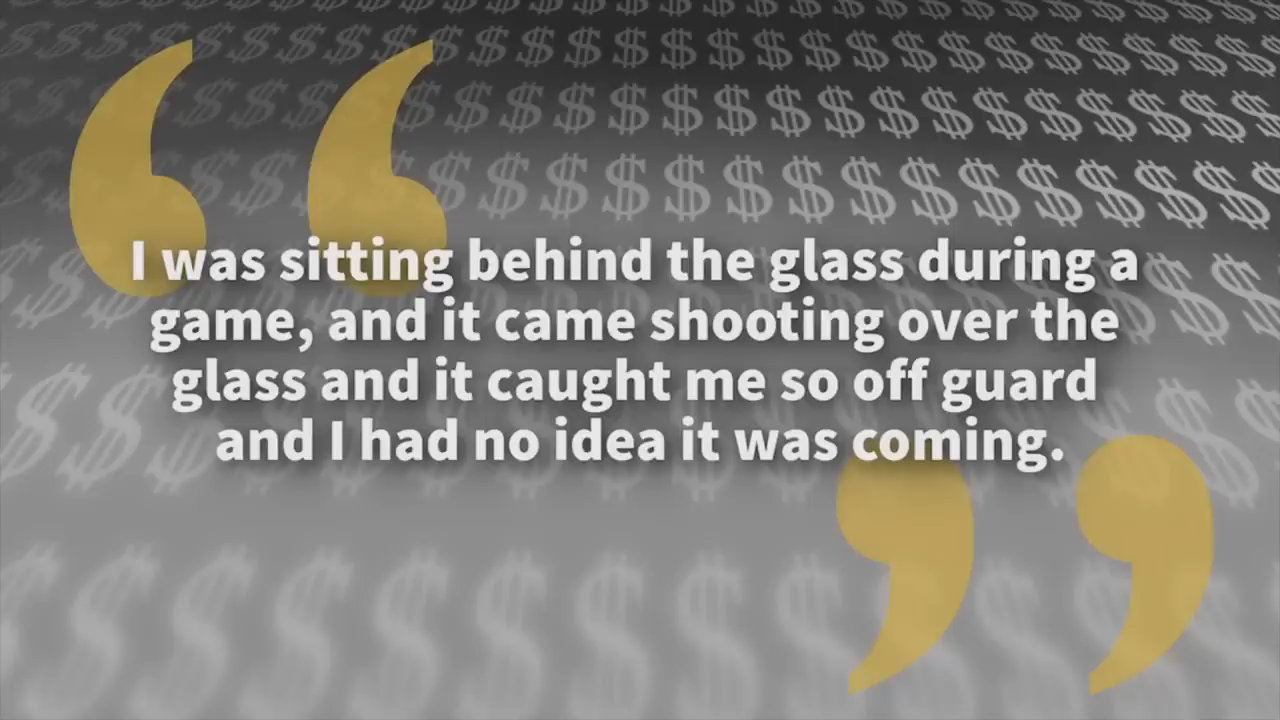 I was sitting behind the glass during a
game, and it came shooting over the
glass and it caught me so off guard
and I had no idea it was coming.